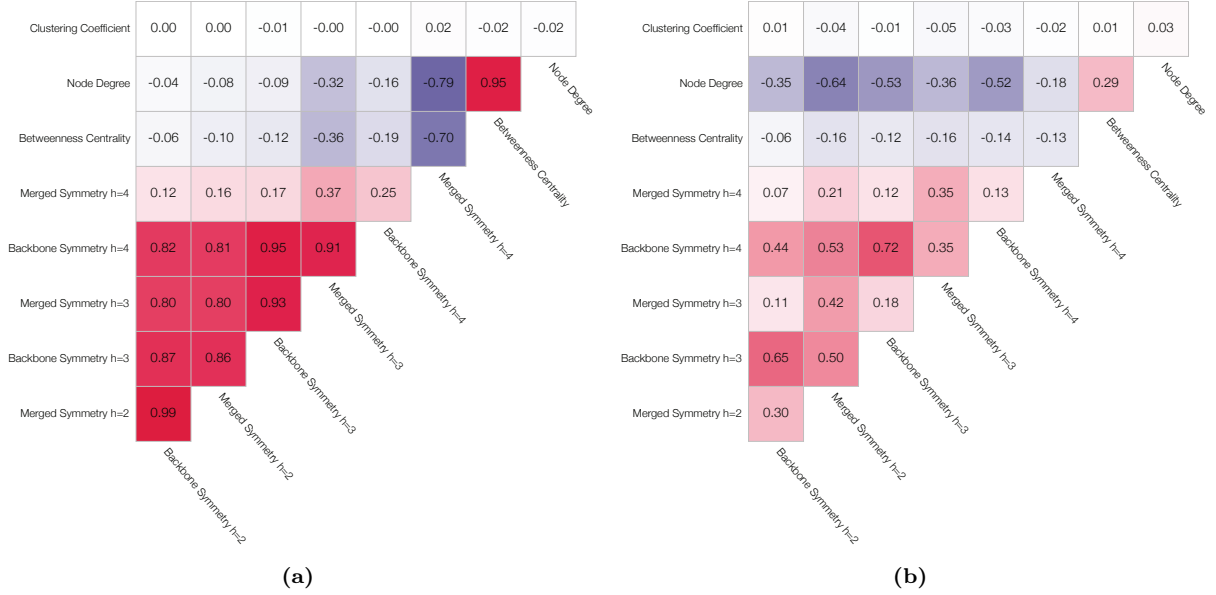 Clustering Coefficient 0.00 0.00 -0.01 -0.00 -0.00 0.02 -0.02 -0.02
Node Degree -0.04 -0.08 -0.09 -0.32 -0.16 -0.79 0.95 Node Degree
Betweenness Centrality -0.06 -0.10 -0.12 -0.36 -0.19 -0.70 Betweenness Centrality
Merged Symmetry h=4 0.12 0.16 0.17 0.37 0.25 Merged Symmetry h=4
Backbone Symmetry h=4 0.82 0.81 0.95 0.91 Backbone Symmetry h=4
Merged Symmetry h=3 0.80 0.80 0.93 Merged Symmetry h=3
Backbone Symmetry h=3 0.87 0.86 Backbone Symmetry h=3
Merged Symmetry h=2 0.99 Merged Symmetry h=2
Backbone Symmetry h=2
(a)
Clustering Coefficient 0.01 -0.04 -0.01 -0.05 -0.03 -0.02 0.01 0.03
Node Degree -0.35 -0.64 -0.53 -0.36 -0.52 -0.18 0.29 Node Degree
Betweenness Centrality -0.06 -0.16 -0.12 -0.16 -0.14 -0.13 Betweenness Centrality
Merged Symmetry h=4 0.07 0.21 0.12 0.35 0.13 Merged Symmetry h=4
Backbone Symmetry h=4 0.44 0.53 0.72 0.35 Backbone Symmetry h=4
Merged Symmetry h=3 0.11 0.42 0.18 Merged Symmetry h=3
Backbone Symmetry h=3 0.65 0.50 Backbone Symmetry h=3
Merged Symmetry h=2 0.30 Merged Symmetry h=2
Backbone Symmetry h=2
(b)